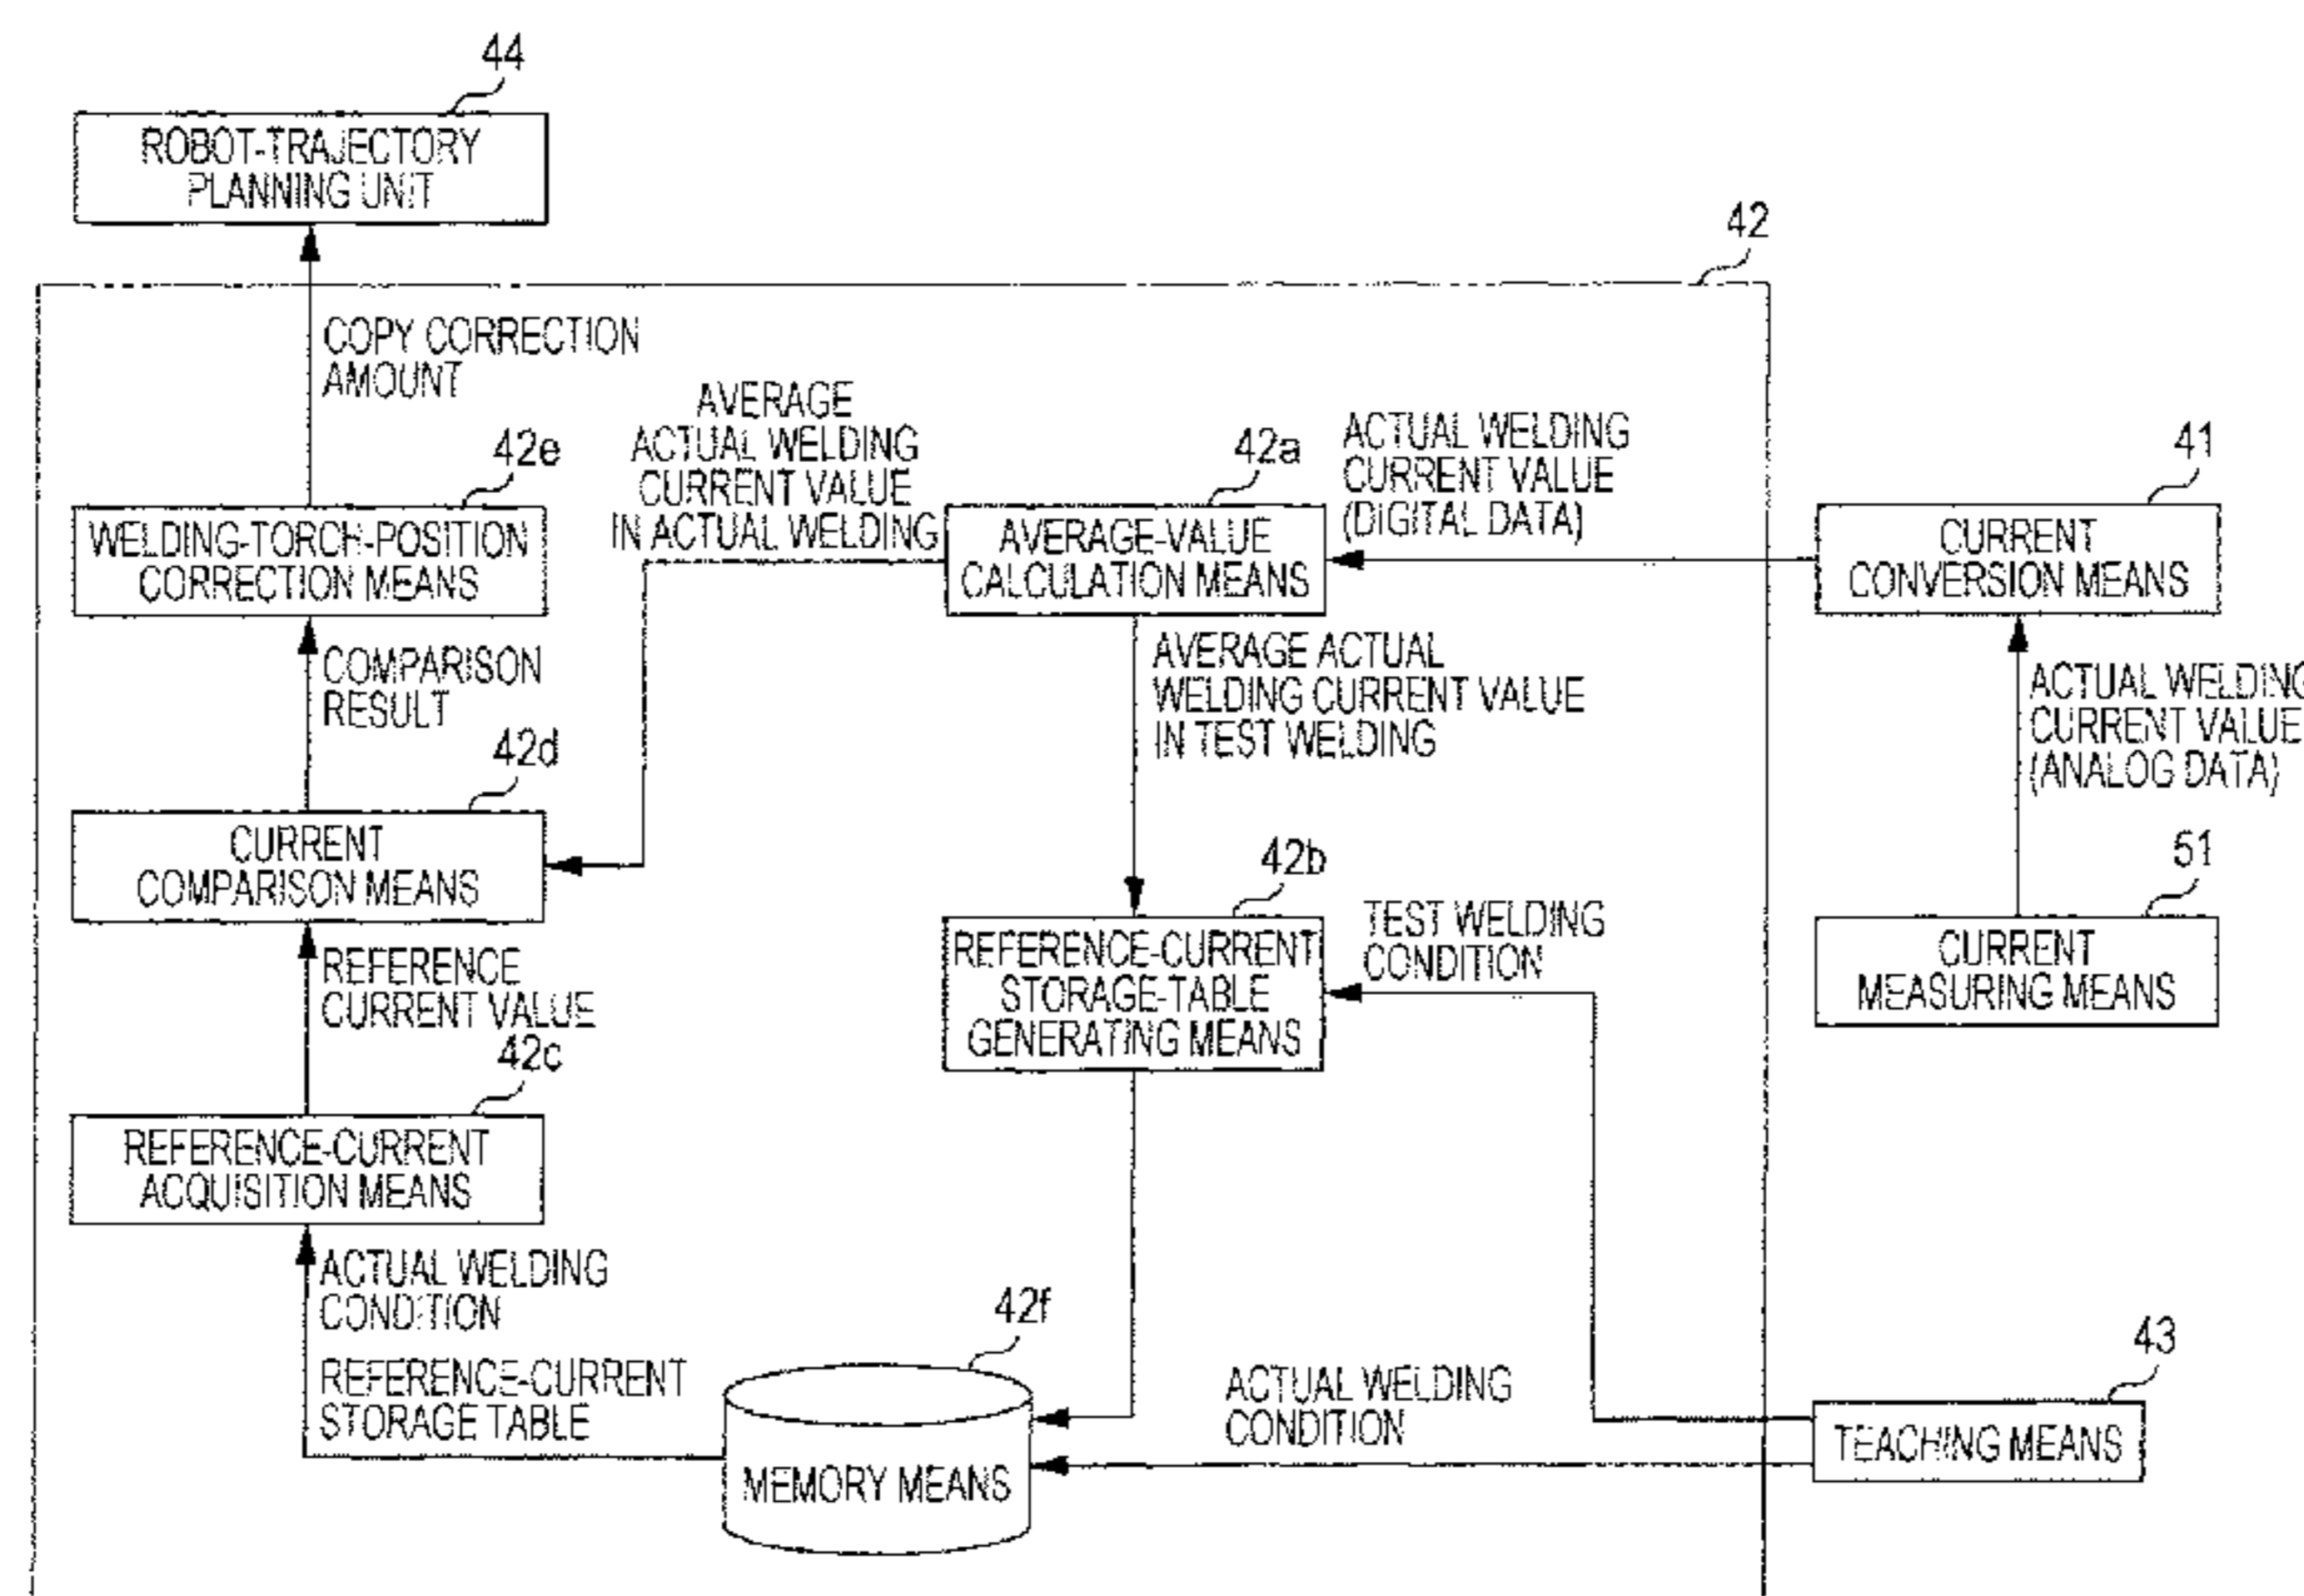 44
ROBOT-TRAJECTORY
PLANNING UNIT
42
COPY CORRECTION
AMOUNT
AVERAGE
ACTUAL WELDING
CURRENT VALUE
IN ACTUAL WELDING
42e
WELDING-TORCH-POSITION
CORRECTION MEANS
42a
AVERAGE-VALUE
CALCULATION MEANS
ACTUAL WELDING
CURRENT VALUE
(DIGITAL DATA)
41
CURRENT
CONVERSION MEANS
COMPARISON
RESULT
AVERAGE ACTUAL
WELDING CURRENT VALUE
IN TEST WELDING
ACTUAL WELDING
CURRENT VALUE
(ANALOG DATA)
42d
CURRENT
COMPARISON MEANS
42b
REFERENCE-CURRENT
STORAGE-TABLE
GENERATING MEANS
TEST WELDING
CONDITION
51
CURRENT
MEASURING MEANS
REFERENCE
CURRENT VALUE
42c
REFERENCE-CURRENT
ACQUISITION MEANS
ACTUAL WELDING
CONDITION
REFERENCE-CURRENT
STORAGE TABLE
42f
MEMORY MEANS
ACTUAL WELDING
CONDITION
43
TEACHING MEANS